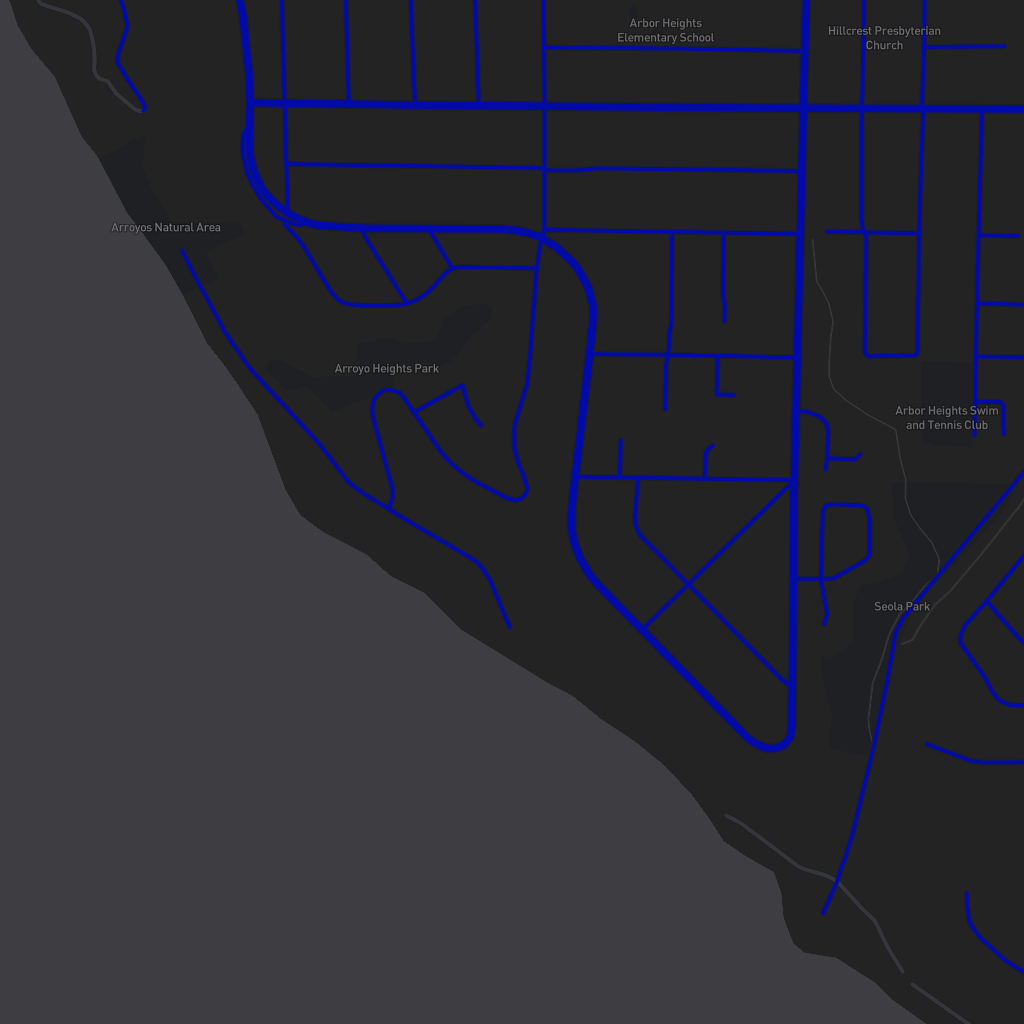 Arbor Heights
Elementary School
Hillcrest Presbyterian
Church
Arroyos Natural Area
Arroyo Heights Park
Arbor Heights Swim
and Tennis Club
Seola Park